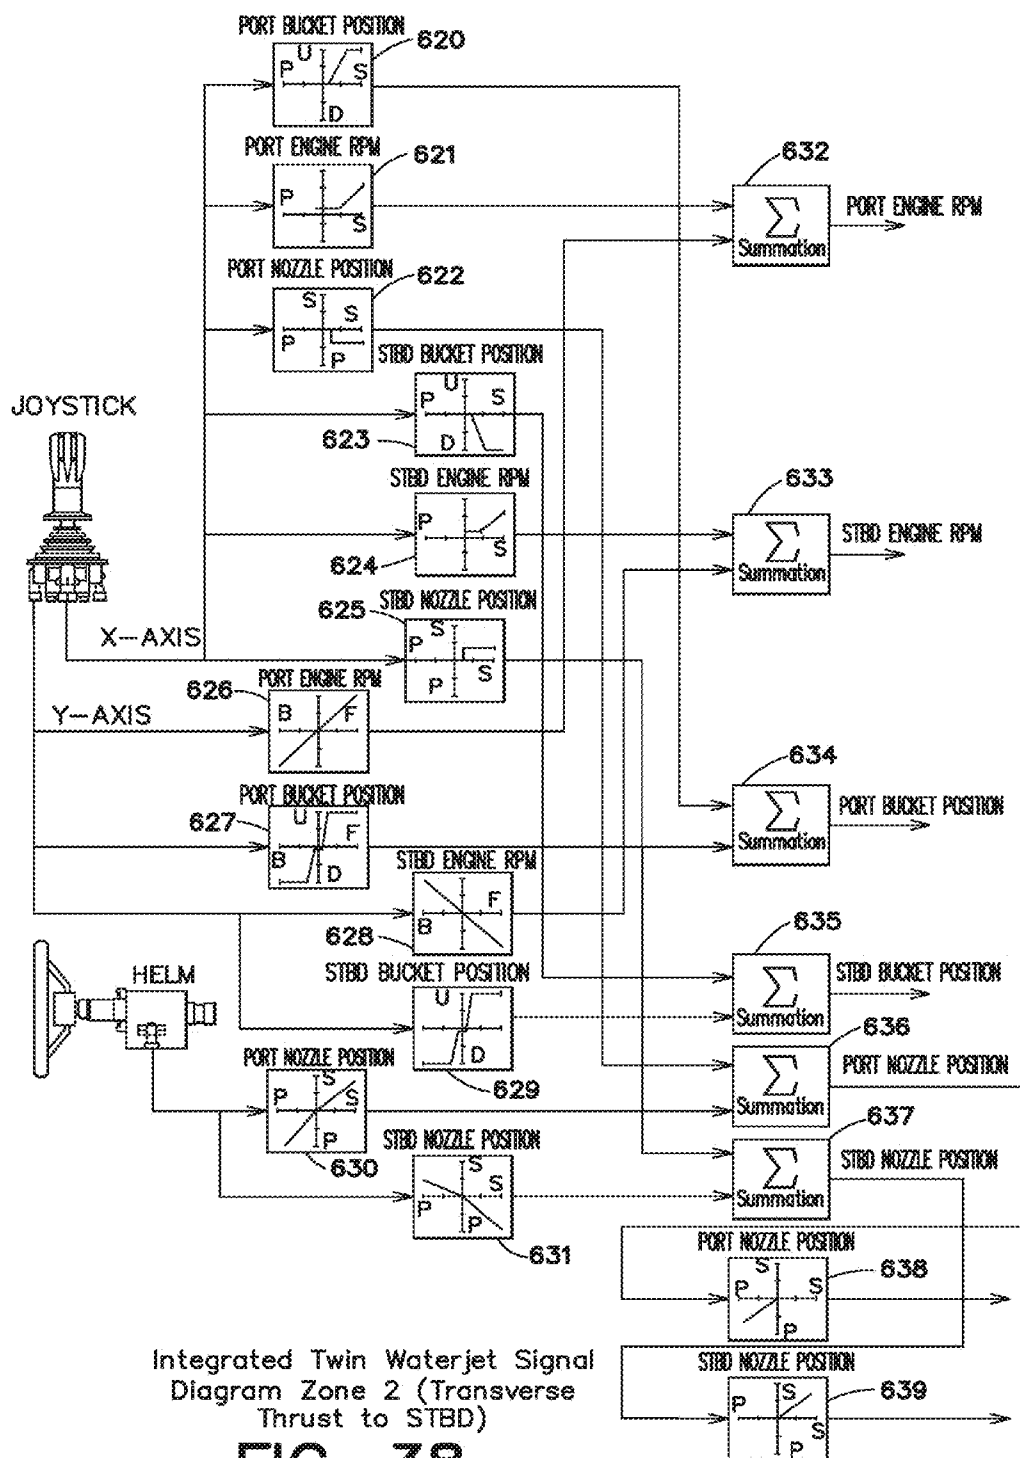 PORT BUCKET POSITION
620
P U S D
PORT ENGINE RPM
621
P S
632
Σ
Summation
PORT ENGINE RPM
PORT NOZZLE POSITION
622
S S P P
STBD BUCKET POSITION
623
P U S D
JOYSTICK
STBD ENGINE RPM
624
P S
633
Σ
Summation
STBD ENGINE RPM
STBD NOZZLE POSITION
625
P S S P
X-AXIS
PORT ENGINE RPM
626
B F
Y-AXIS
634
Σ
Summation
PORT BUCKET POSITION
PORT BUCKET POSITION
627
U F B D
STBD ENGINE RPM
628
F B
635
Σ
Summation
STBD BUCKET POSITION
HELM
STBD BUCKET POSITION
629
U D
636
Σ
Summation
PORT NOZZLE POSITION
PORT NOZZLE POSITION
630
P S S P
637
Σ
Summation
STBD NOZZLE POSITION
STBD NOZZLE POSITION
631
S S P P
PORT NOZZLE POSITION
638
P S S P
STBD NOZZLE POSITION
639
P S S P
Integrated Twin Waterjet Signal
Diagram Zone 2 (Transverse
Thrust to STBD)
FIG. 38